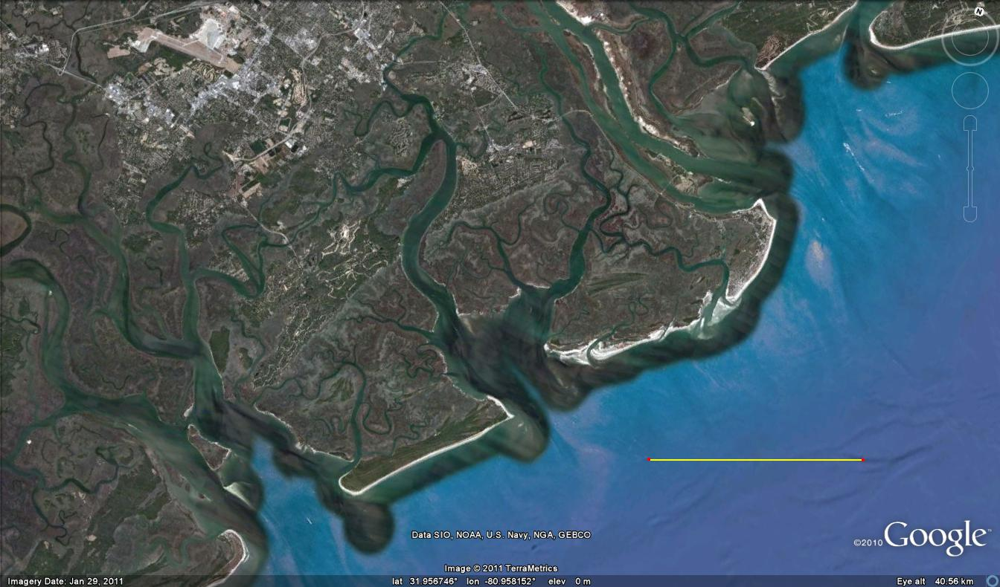 N
Data SIO, NOAA, U.S. Navy, NGA, GEBCO
©2010 Google™
Image © 2011 TerraMetrics
Imagery Date: Jan 29, 2011 lat 31.956746° lon -80.958152° elev 0 m Eye alt 40.56 km